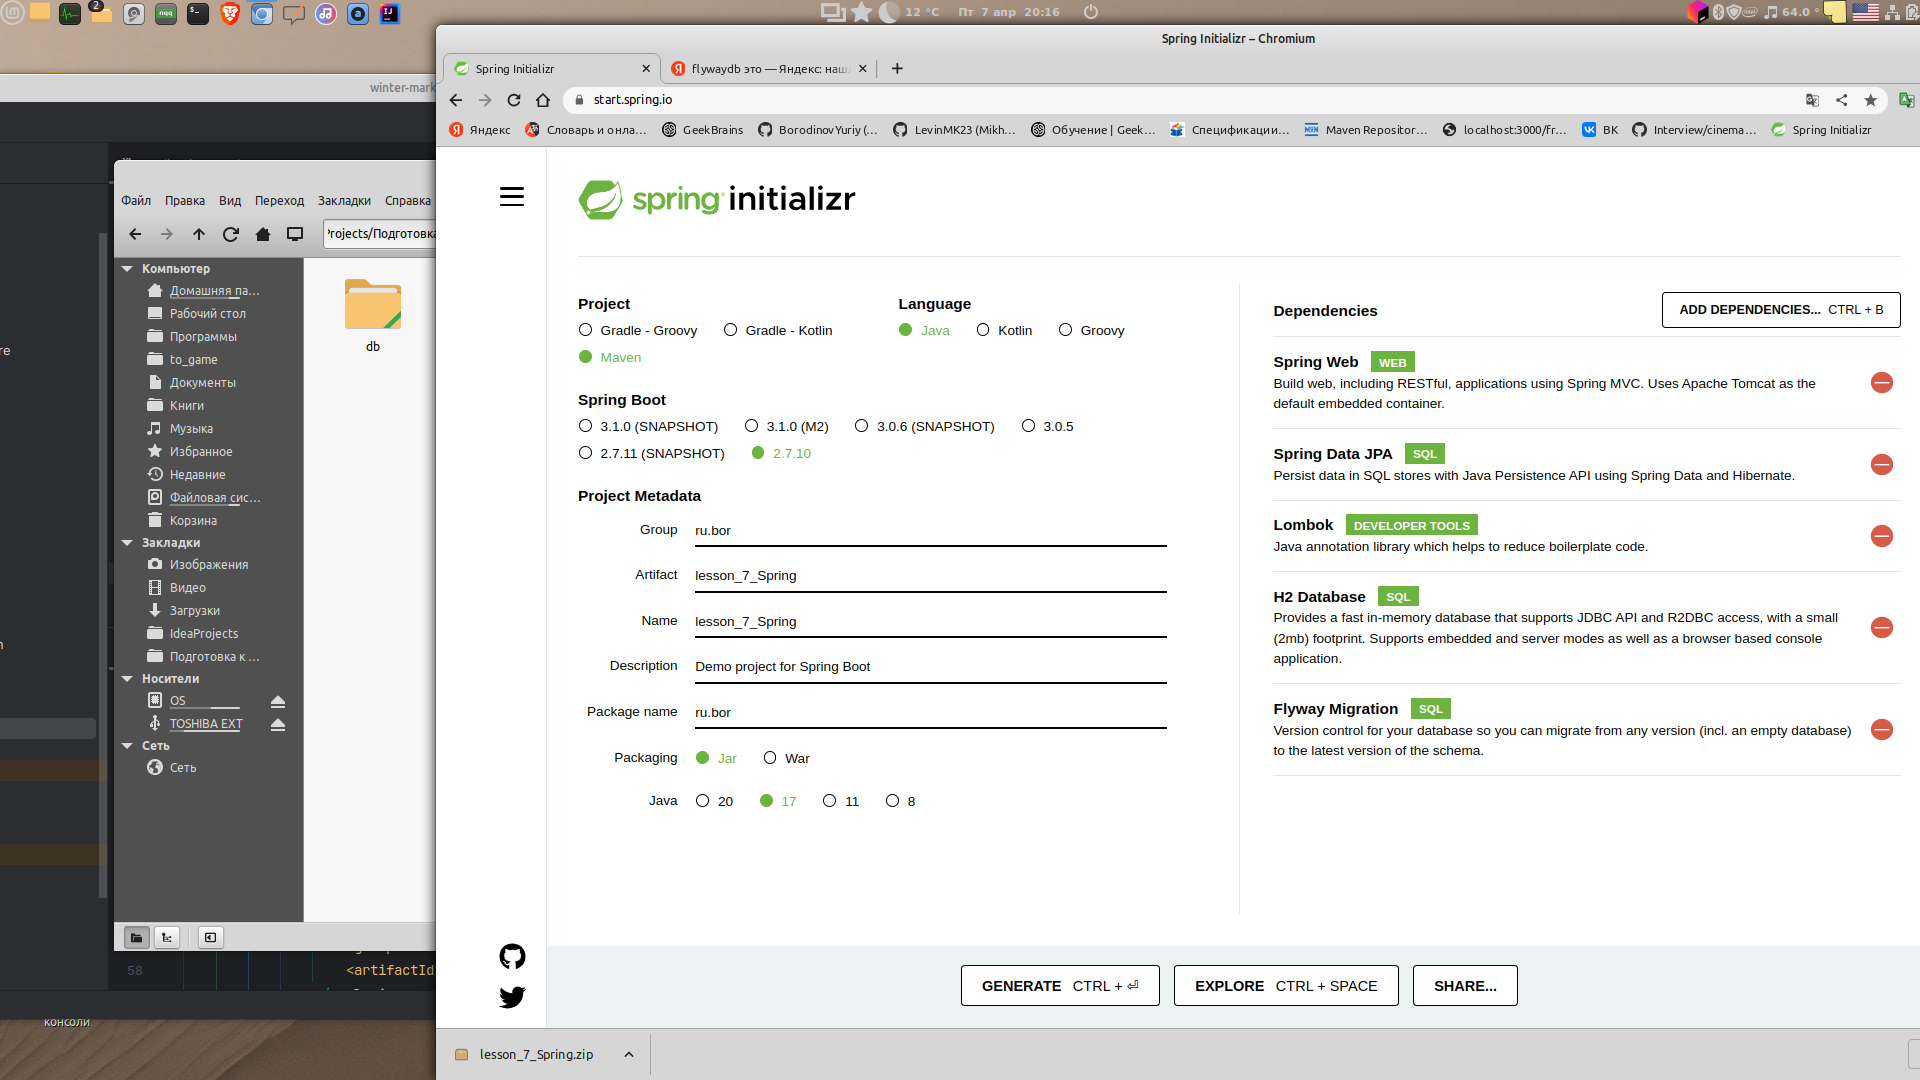 2
12 °C Пт 7 апр 20:16
64.0 °
winter-mark
Spring Initializr – Chromium
Spring Initializr
flywaydb это — Яндекс: наш
start.spring.io
Яндекс
Словарь и онла...
GeekBrains
BorodinovYuriy (...
LevinMK23 (Mikh...
Обучение | Geek...
Спецификации...
Maven Repositor...
localhost:3000/fr...
ВК
Interview/cinema...
Spring Initializr
Файл Правка Вид Переход Закладки Справка
rojects/Подготовка
Компьютер
Домашняя па...
Рабочий стол
Программы
to_game
Документы
Книги
Музыка
Избранное
Недавние
Файловая сис...
Корзина
Закладки
Изображения
Видео
Загрузки
IdeaProjects
Подготовка к ...
Носители
OS
TOSHIBA EXT
Сеть
Сеть
db
58
<artifactId
консоли
spring initializr
Project
Gradle - Groovy Gradle - Kotlin
Maven
Language
Java Kotlin Groovy
Spring Boot
3.1.0 (SNAPSHOT) 3.1.0 (M2) 3.0.6 (SNAPSHOT) 3.0.5
2.7.11 (SNAPSHOT) 2.7.10
Project Metadata
Group ru.bor
Artifact lesson_7_Spring
Name lesson_7_Spring
Description Demo project for Spring Boot
Package name ru.bor
Packaging Jar War
Java 20 17 11 8
Dependencies
ADD DEPENDENCIES... CTRL + B
Spring Web WEB
Build web, including RESTful, applications using Spring MVC. Uses Apache Tomcat as the
default embedded container.
Spring Data JPA SQL
Persist data in SQL stores with Java Persistence API using Spring Data and Hibernate.
Lombok DEVELOPER TOOLS
Java annotation library which helps to reduce boilerplate code.
H2 Database SQL
Provides a fast in-memory database that supports JDBC API and R2DBC access, with a small
(2mb) footprint. Supports embedded and server modes as well as a browser based console
application.
Flyway Migration SQL
Version control for your database so you can migrate from any version (incl. an empty database)
to the latest version of the schema.
GENERATE CTRL + ⏎
EXPLORE CTRL + SPACE
SHARE...
lesson_7_Spring.zip